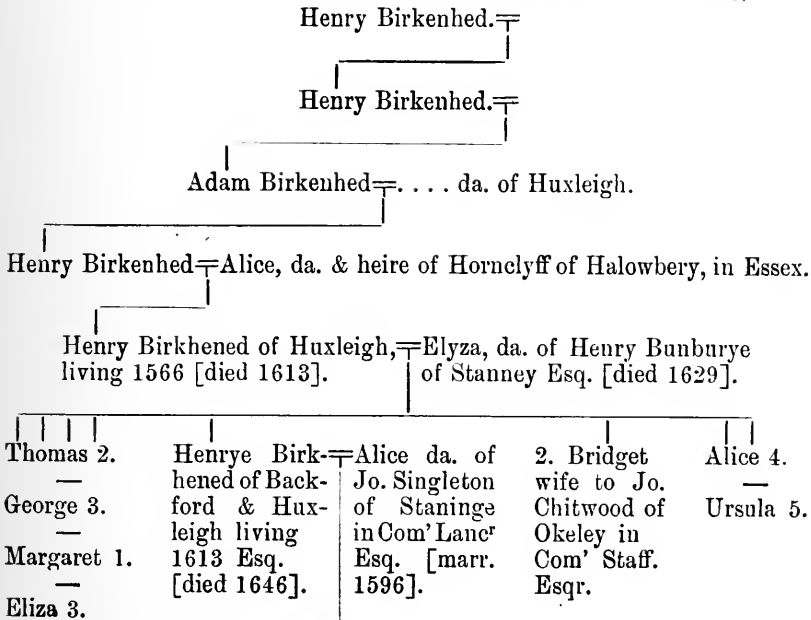 Henry Birkenhed.
Henry Birkenhed.
Adam Birkenhed . . . . da. of Huxleigh.
Henry Birkenhed Alice, da. & heire of Hornclyff of Halowbery, in Essex.
Henry Birkhened of Huxleigh,
living 1566 [died 1613].
Elyza, da. of Henry Bunburye
of Stanney Esq. [died 1629].
Thomas 2.
—
George 3.
—
Margaret 1.
—
Eliza 3.
Henrye Birk-
hened of Back-
ford & Hux-
leigh living
1613 Esq.
[died 1646].
Alice da. of
Jo. Singleton
of Staninge
in Com' Lancr
Esq. [marr.
1596].
2. Bridget
wife to Jo.
Chitwood of
Okeley in
Com' Staff.
Esqr.
Alice 4.
—
Ursula 5.